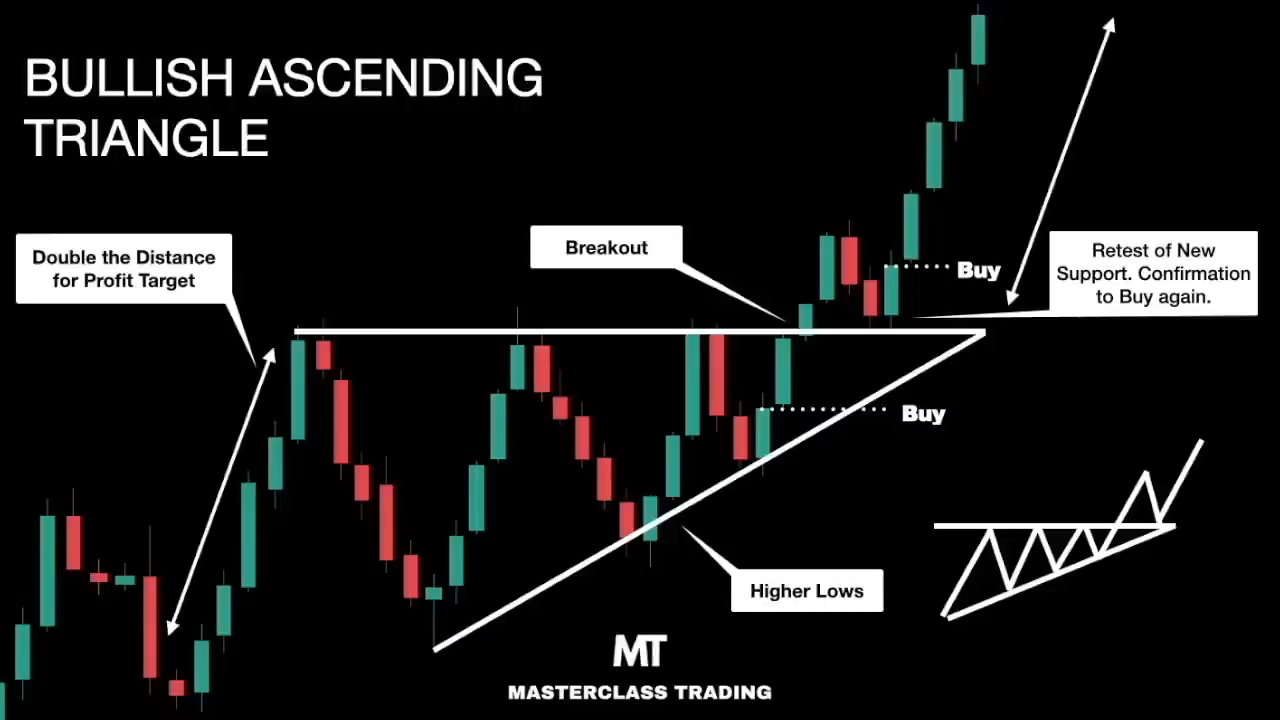 BULLISH ASCENDING
TRIANGLE
Double the Distance
for Profit Target
Breakout
Retest of New
Support. Confirmation
to Buy again.
Buy
Buy
Higher Lows
MT
MASTERCLASS TRADING